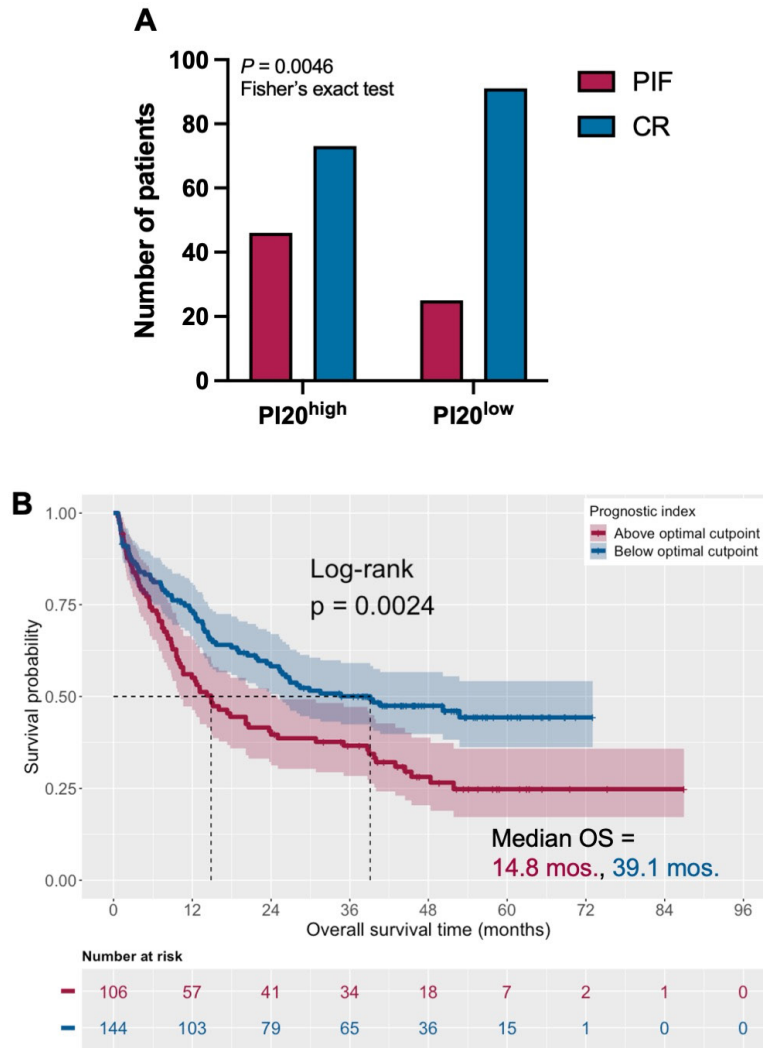 A
P = 0.0046
Fisher's exact test
PIF
CR
Number of patients
100
80
60
40
20
0
PI20high
PI20low
B
Prognostic index
Above optimal cutpoint
Below optimal cutpoint
Log-rank
p = 0.0024
Survival probability
1.00
0.75
0.50
0.25
0.00
Median OS =
14.8 mos., 39.1 mos.
0 12 24 36 48 60 72 84 96
Overall survival time (months)
Number at risk
106 57 41 34 18 7 2 1 0
144 103 79 65 36 15 1 0 0